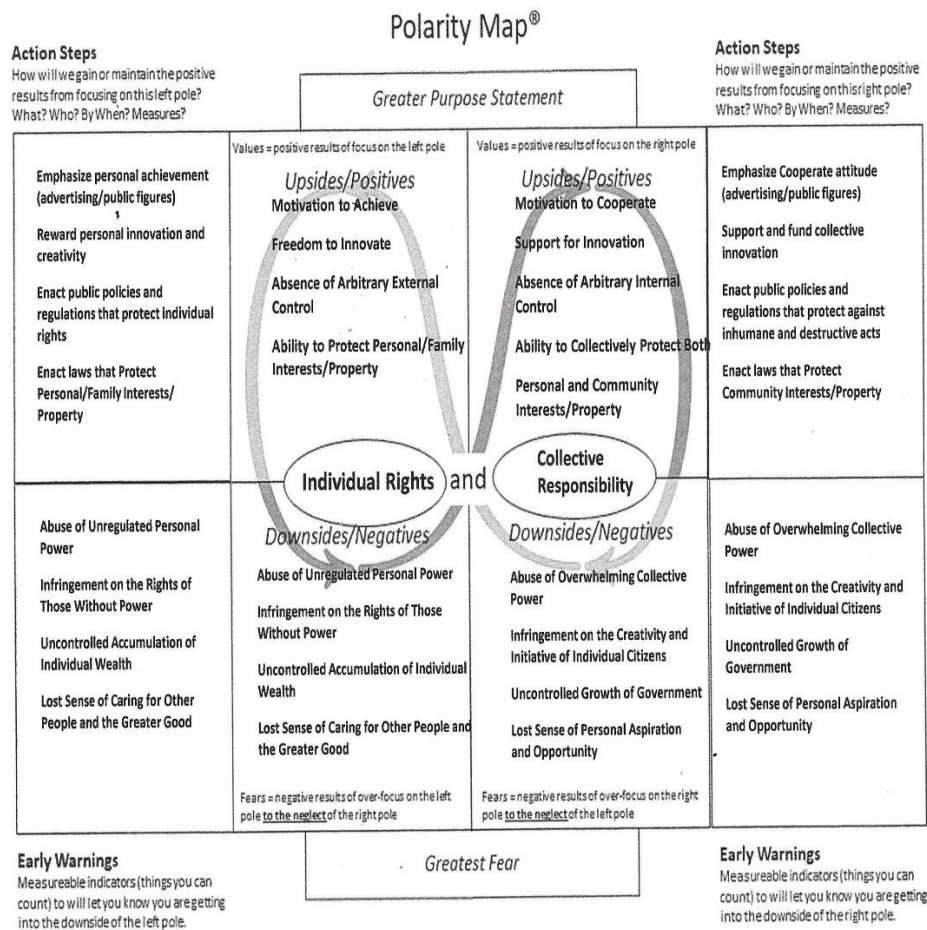 Polarity Map®
Action Steps
How will we gain or maintain the positive
results from focusing on this left pole?
What? Who? By When? Measures?
Action Steps
How will we gain or maintain the positive
results from focusing on this right pole?
What? Who? By When? Measures?
Greater Purpose Statement
Emphasize personal achievement
(advertising/public figures)
Reward personal innovation and
creativity
Enact public policies and
regulations that protect individual
rights
Enact laws that Protect
Personal/Family Interests/
Property
Values = positive results of focus on the left pole
Upsides/Positives
Motivation to Achieve
Freedom to Innovate
Absence of Arbitrary External
Control
Ability to Protect Personal/Family
Interests/Property
Values = positive results of focus on the right pole
Upsides/Positives
Motivation to Cooperate
Support for Innovation
Absence of Arbitrary Internal
Control
Ability to Collectively Protect Both
Personal and Community
Interests/Property
Emphasize Cooperate attitude
(advertising/public figures)
Support and fund collective
innovation
Enact public policies and
regulations that protect against
inhumane and destructive acts
Enact laws that Protect
Community Interests/Property
Individual Rights
and
Collective
Responsibility
Abuse of Unregulated Personal
Power
Infringement on the Rights of
Those Without Power
Uncontrolled Accumulation of
Individual Wealth
Lost Sense of Caring for Other
People and the Greater Good
Downsides/Negatives
Abuse of Unregulated Personal Power
Infringement on the Rights of Those
Without Power
Uncontrolled Accumulation of Individual
Wealth
Lost Sense of Caring for Other People and
the Greater Good
Fears = negative results of over-focus on the left
pole to the neglect of the right pole
Downsides/Negatives
Abuse of Overwhelming Collective
Power
Infringement on the Creativity and
Initiative of Individual Citizens
Uncontrolled Growth of Government
Lost Sense of Personal Aspiration
and Opportunity
Fears = negative results of over-focus on the right
pole to the neglect of the left pole
Abuse of Overwhelming Collective
Power
Infringement on the Creativity and
Initiative of Individual Citizens
Uncontrolled Growth of
Government
Lost Sense of Personal Aspiration
and Opportunity
Greatest Fear
Early Warnings
Measureable indicators (things you can
count) to will let you know you are getting
into the downside of the left pole.
Early Warnings
Measureable indicators (things you can
count) to will let you know you are getting
into the downside of the right pole.